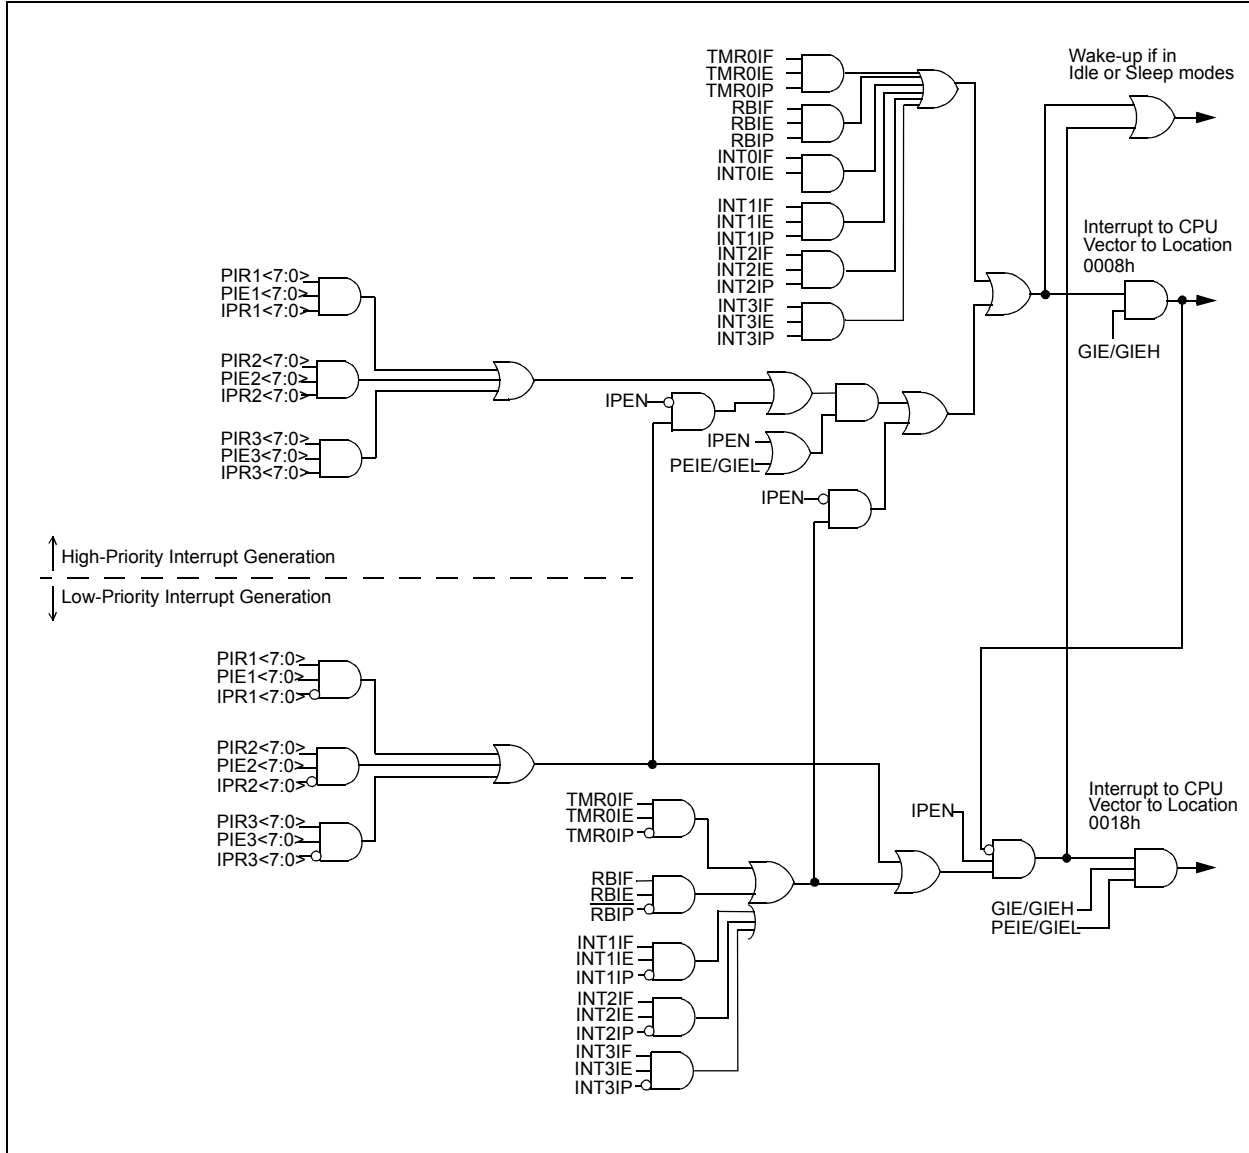 TMR0IF
TMR0IE
TMR0IP
RBIF
RBIE
RBIP
INT0IF
INT0IE
INT1IF
INT1IE
INT1IP
INT2IF
INT2IE
INT2IP
INT3IF
INT3IE
INT3IP
Wake-up if in
Idle or Sleep modes
Interrupt to CPU
Vector to Location
0008h
GIE/GIEH
PIR1<7:0>
PIE1<7:0>
IPR1<7:0>
PIR2<7:0>
PIE2<7:0>
IPR2<7:0>
PIR3<7:0>
PIE3<7:0>
IPR3<7:0>
IPEN
IPEN
PEIE/GIEL
IPEN
High-Priority Interrupt Generation
Low-Priority Interrupt Generation
PIR1<7:0>
PIE1<7:0>
IPR1<7:0>
PIR2<7:0>
PIE2<7:0>
IPR2<7:0>
PIR3<7:0>
PIE3<7:0>
IPR3<7:0>
TMR0IF
TMR0IE
TMR0IP
RBIF
RBIE
RBIP
INT1IF
INT1IE
INT1IP
INT2IF
INT2IE
INT2IP
INT3IF
INT3IE
INT3IP
IPEN
Interrupt to CPU
Vector to Location
0018h
GIE/GIEH
PEIE/GIEL